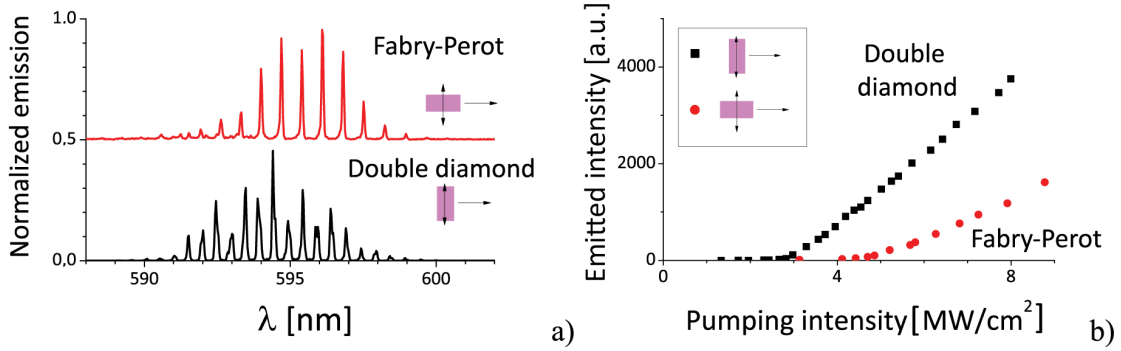 Normalized emission
1.0
0.5
0.0
Fabry-Perot
Double diamond
590
595
600
λ [nm]
a)
Emitted intensity [a.u.]
4000
2000
0
Double
diamond
Fabry-Perot
0
4
8
Pumping intensity [MW/cm²]
b)